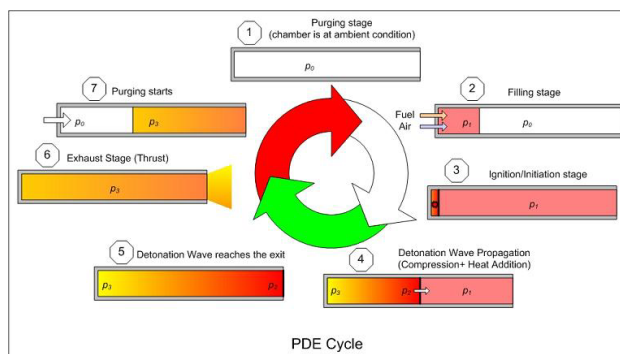 1
Purging stage
(chamber is at ambient condition)
p0
7
Purging starts
p0
p3
2
Filling stage
Fuel
Air
p1
p0
6
Exhaust Stage (Thrust)
p3
3
Ignition/Initiation stage
p1
5
Detonation Wave reaches the exit
p3
p2
4
Detonation Wave Propagation
(Compression+ Heat Addition)
p3
p2
p1
PDE Cycle